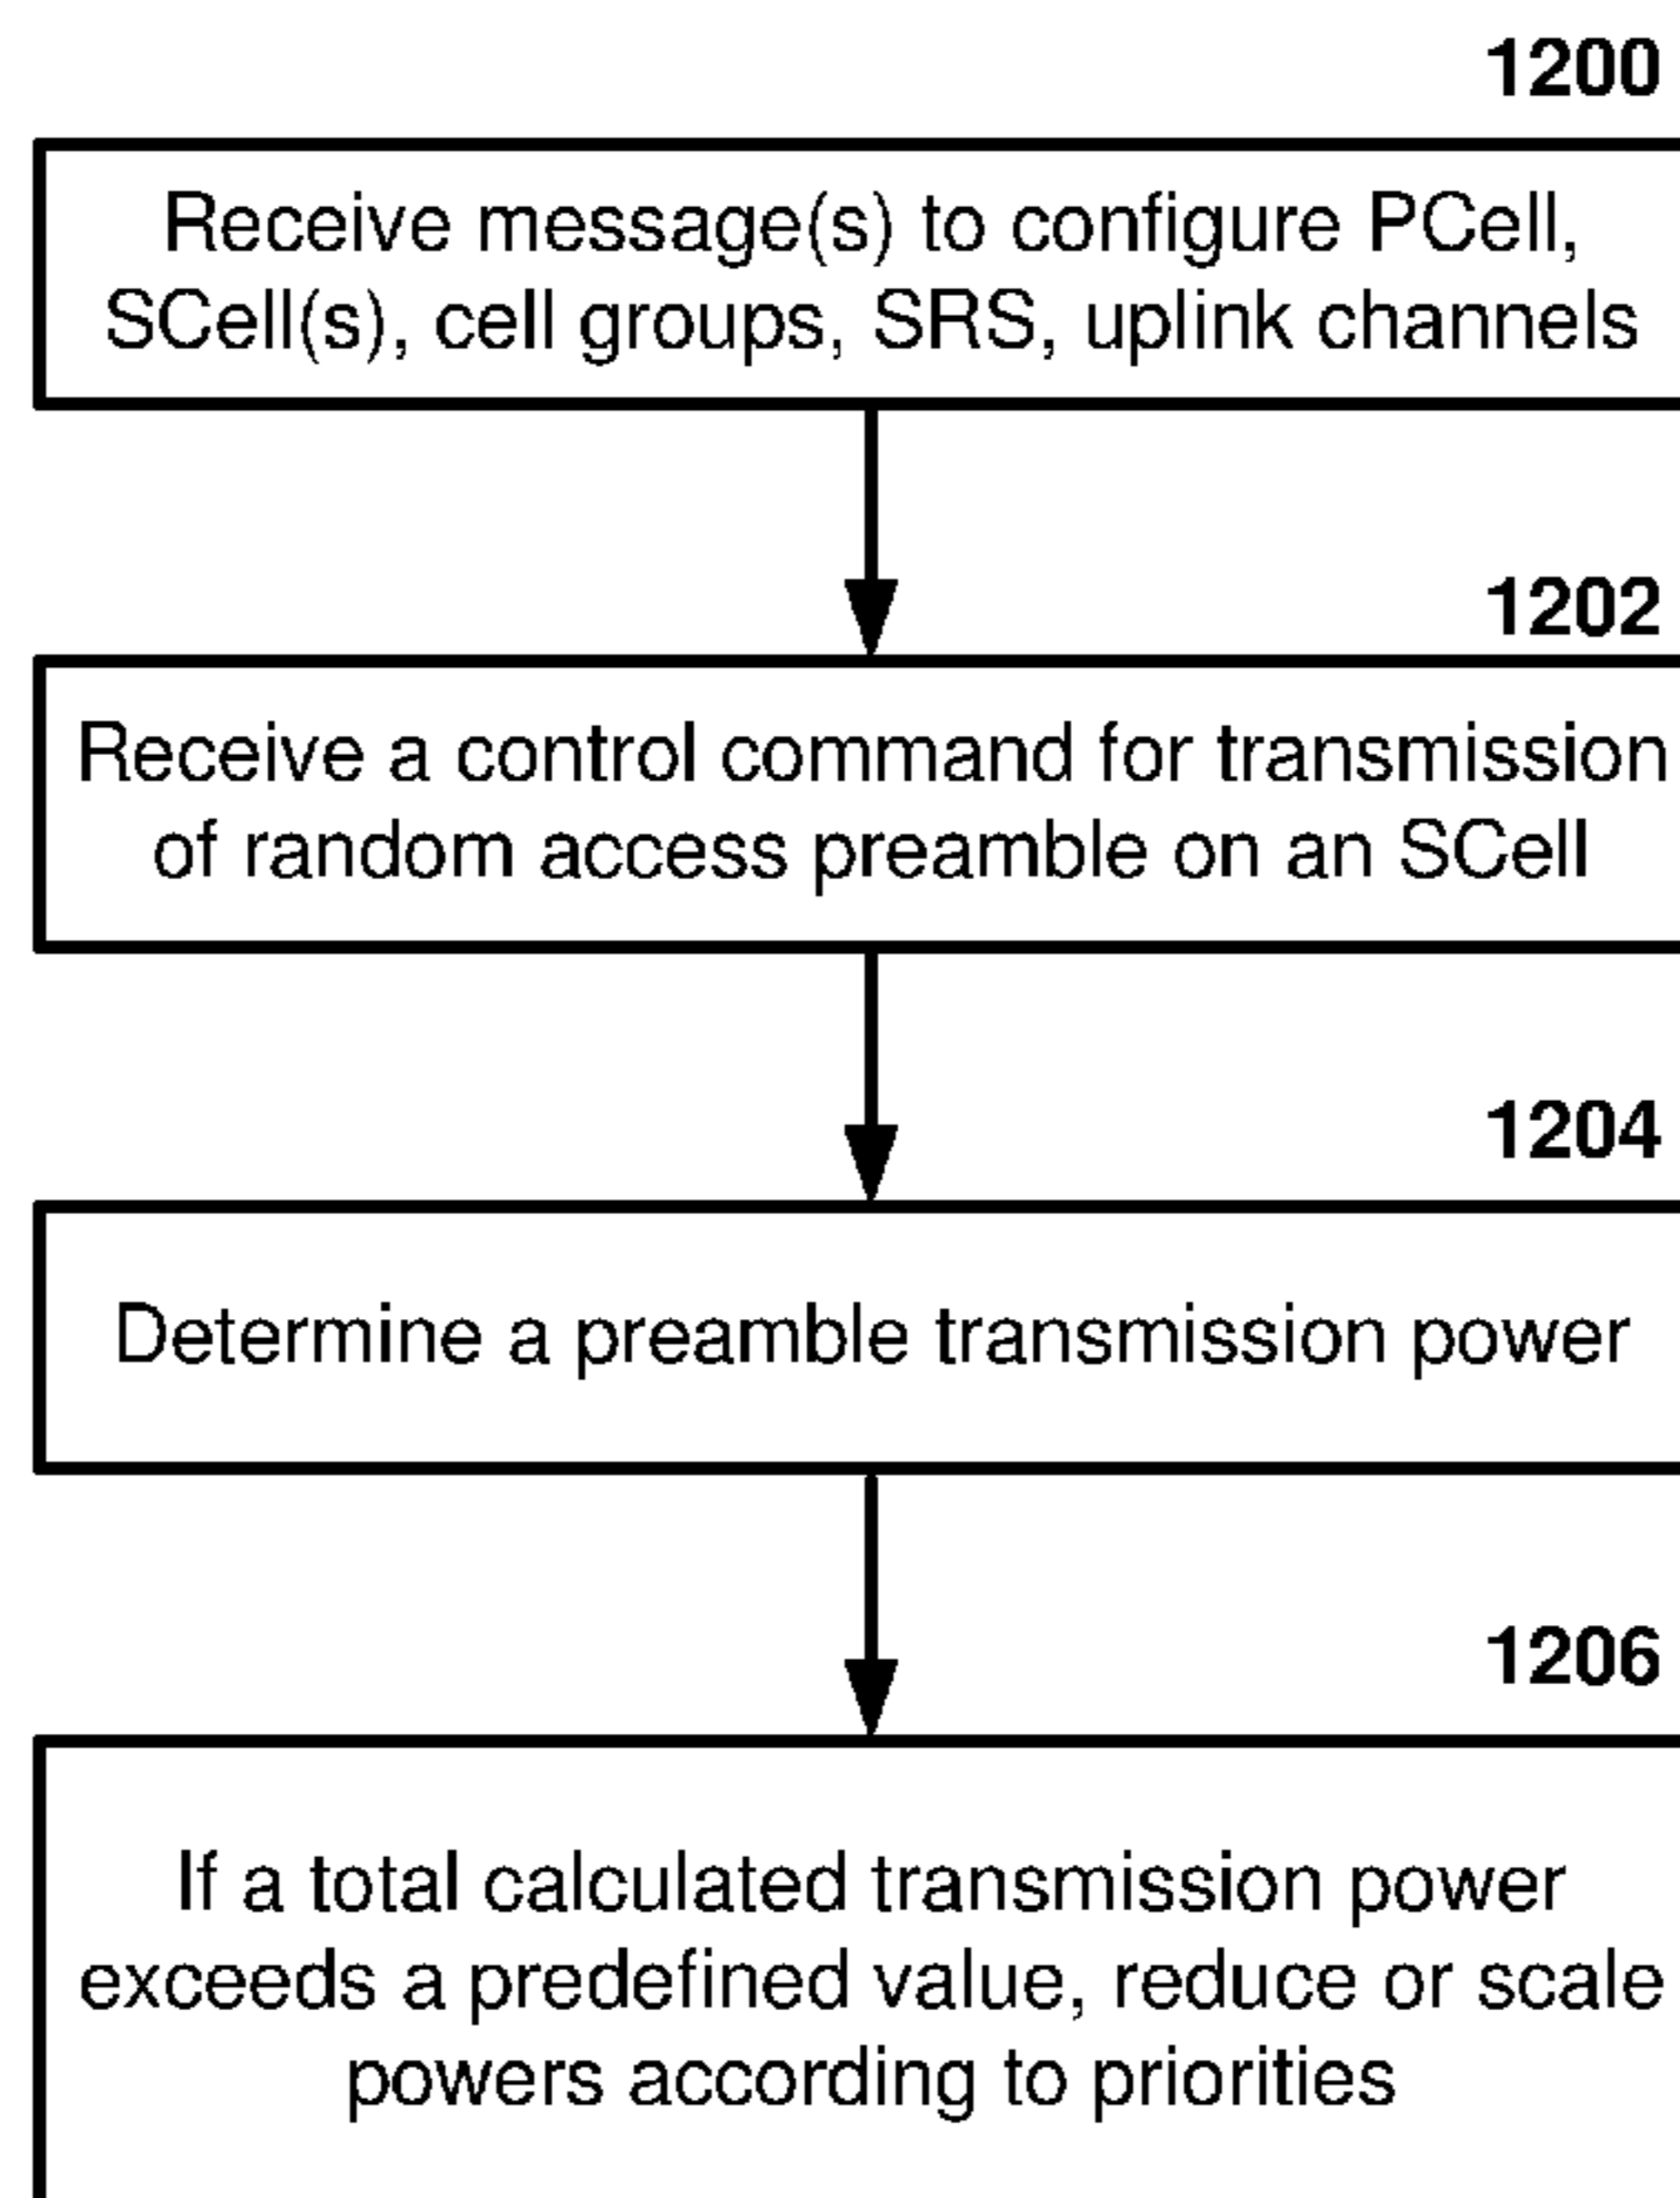 1200
Receive message(s) to configure PCell,
SCell(s), cell groups, SRS, uplink channels
1202
Receive a control command for transmission
of random access preamble on an SCell
1204
Determine a preamble transmission power
1206
If a total calculated transmission power
exceeds a predefined value, reduce or scale
powers according to priorities